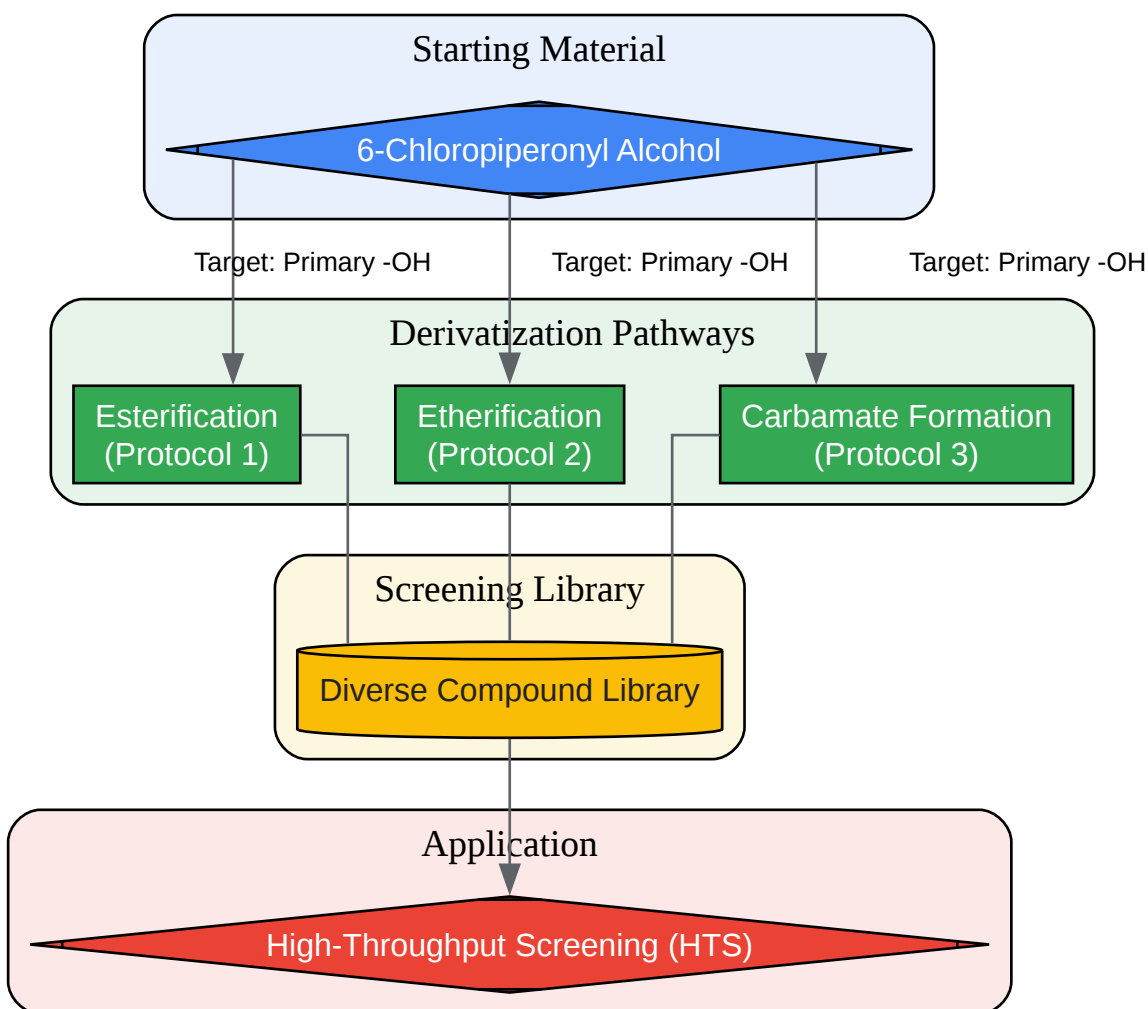 Starting Material
6-Chloropiperonyl Alcohol
Target: Primary -OH
Target: Primary -OH
Target: Primary -OH
Derivatization Pathways
Esterification
(Protocol 1)
Etherification
(Protocol 2)
Carbamate Formation
(Protocol 3)
Screening Library
Diverse Compound Library
Application
High-Throughput Screening (HTS)